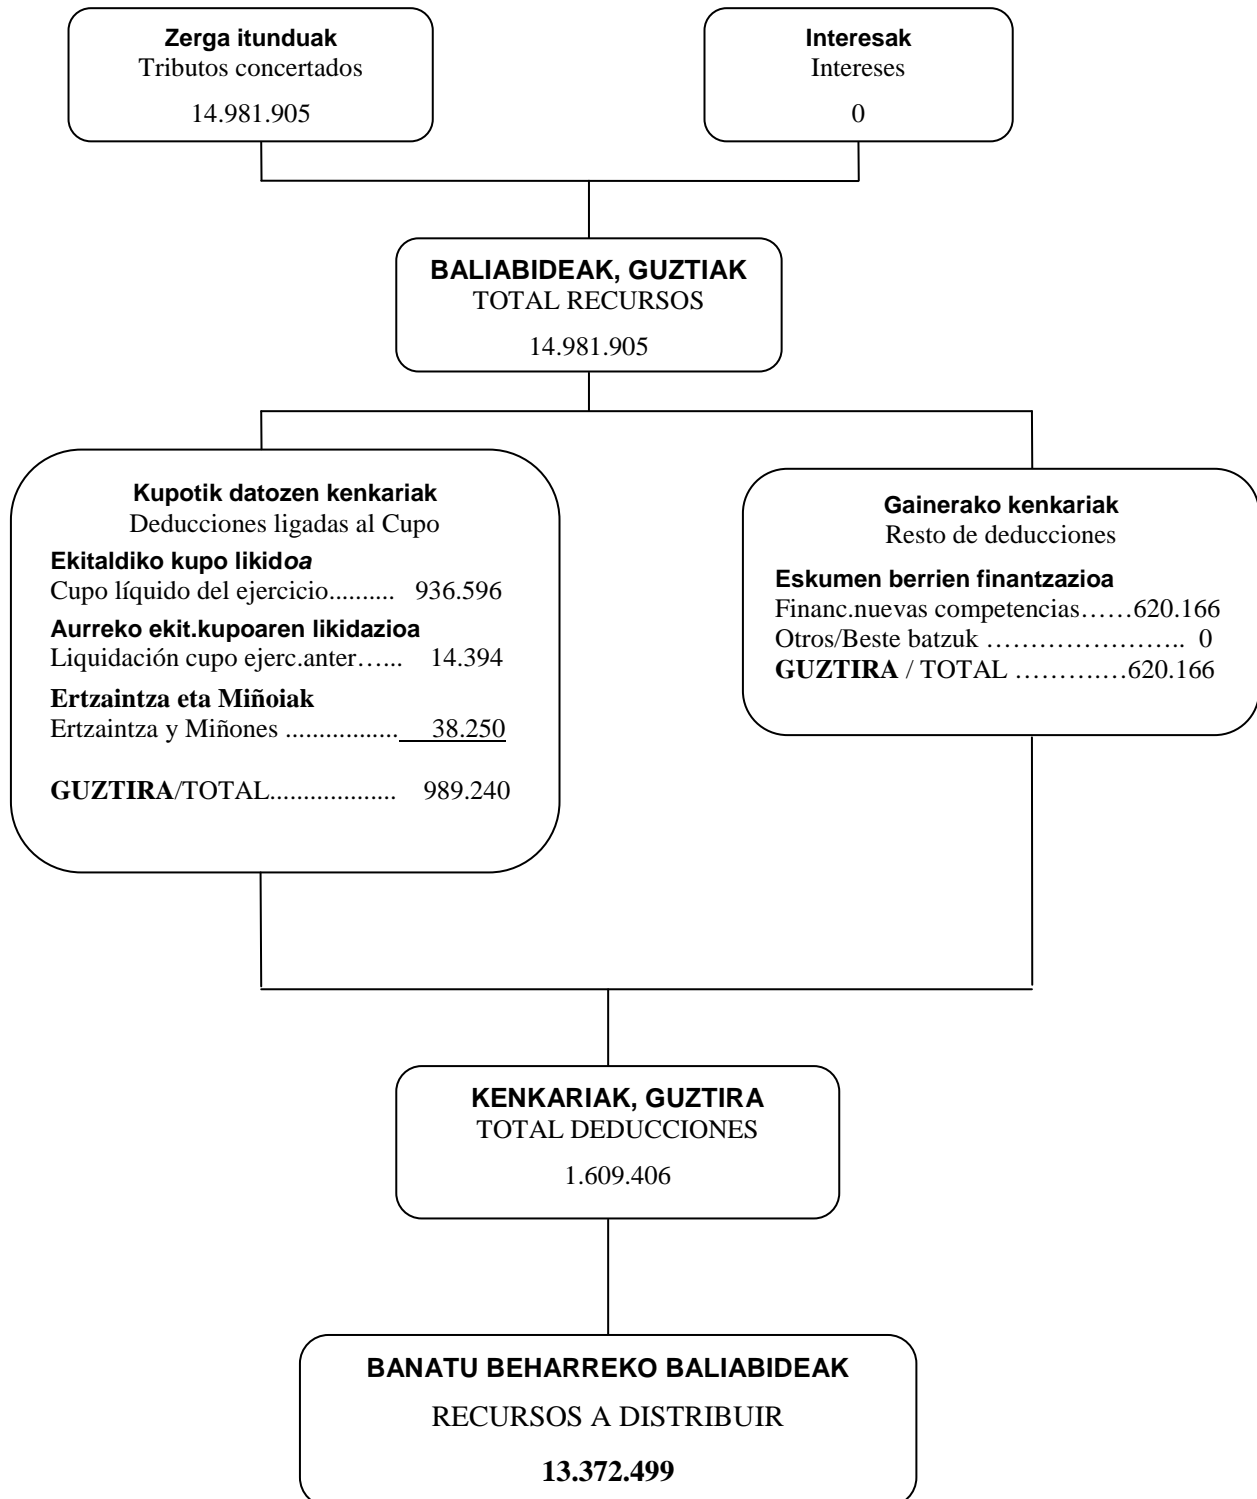 Zerga itunduak
Tributos concertados
14.981.905
Interesak
Intereses
0
BALIABIDEAK, GUZTIAK
TOTAL RECURSOS
14.981.905
Kupotik datozen kenkariak
Deducciones ligadas al Cupo
Ekitaldiko kupo likidoa
Cupo líquido del ejercicio.......... 936.596
Aurreko ekit.kupoaren likidazioa
Liquidación cupo ejerc.anter…... 14.394
Ertzaintza eta Miñoiak
Ertzaintza y Miñones ................. 38.250
GUZTIRA/TOTAL................... 989.240
Gainerako kenkariak
Resto de deducciones
Eskumen berrien finantzazioa
Financ.nuevas competencias……620.166
Otros/Beste batzuk ………………….. 0
GUZTIRA / TOTAL ……….…620.166
KENKARIAK, GUZTIRA
TOTAL DEDUCCIONES
1.609.406
BANATU BEHARREKO BALIABIDEAK
RECURSOS A DISTRIBUIR
13.372.499